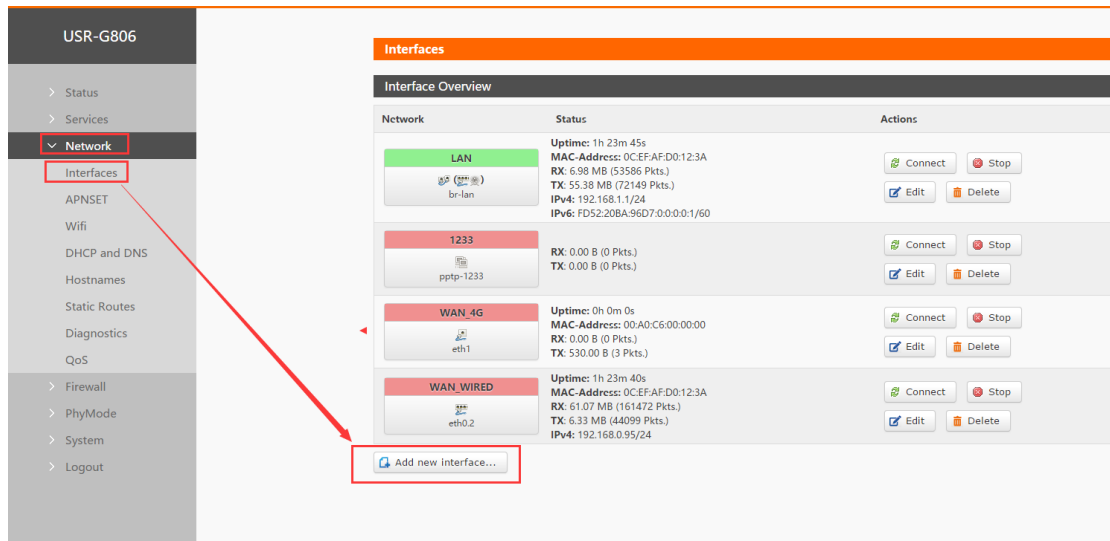 USR-G806
Status
Services
Network
Interfaces
APNSET
Wifi
DHCP and DNS
Hostnames
Static Routes
Diagnostics
QoS
Firewall
PhyMode
System
Logout
Interfaces
Interface Overview
Network Status Actions
LAN
br-lan
Uptime: 1h 23m 45s
MAC-Address: 0C:EF:AF:D0:12:3A
RX: 6.98 MB (53586 Pkts.)
TX: 55.38 MB (72149 Pkts.)
IPv4: 192.168.1.1/24
IPv6: FD52:20BA:96D7:0:0:0:0:1/60
Connect Stop
Edit Delete
1233
pptp-1233
RX: 0.00 B (0 Pkts.)
TX: 0.00 B (0 Pkts.)
Connect Stop
Edit Delete
WAN_4G
eth1
Uptime: 0h 0m 0s
MAC-Address: 00:A0:C6:00:00:00
RX: 0.00 B (0 Pkts.)
TX: 530.00 B (3 Pkts.)
Connect Stop
Edit Delete
WAN_WIRED
eth0.2
Uptime: 1h 23m 40s
MAC-Address: 0C:EF:AF:D0:12:3A
RX: 61.07 MB (161472 Pkts.)
TX: 6.33 MB (44099 Pkts.)
IPv4: 192.168.0.95/24
Connect Stop
Edit Delete
Add new interface...